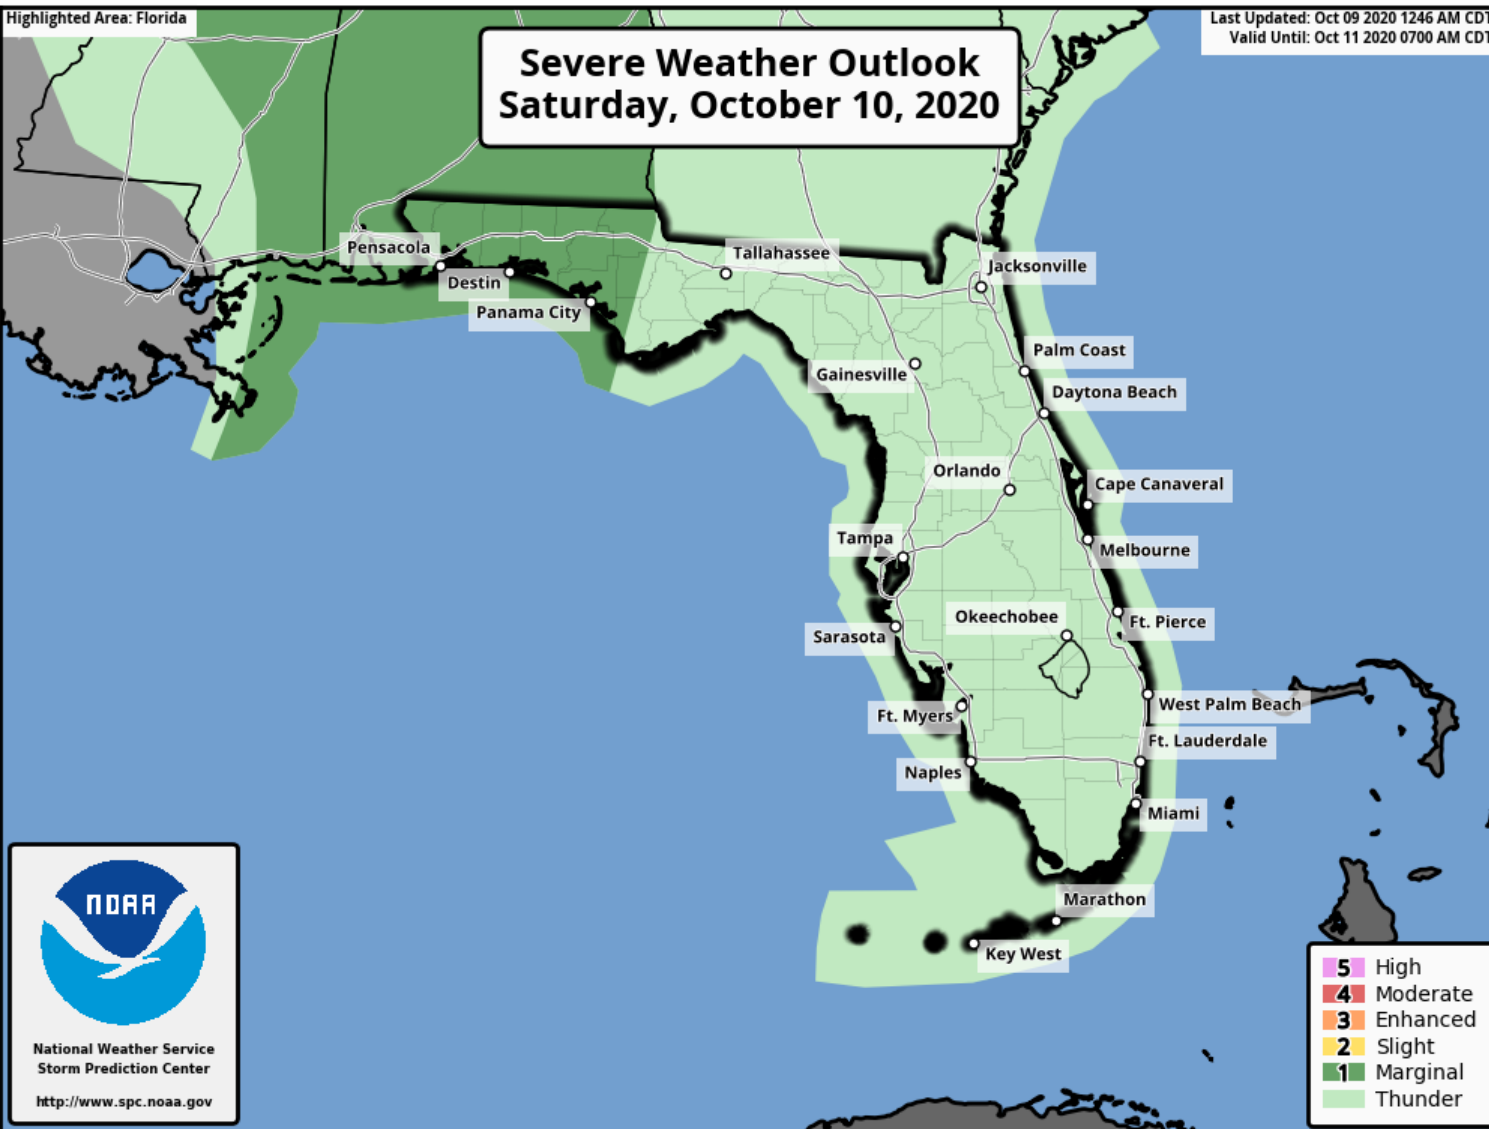 Highlighted Area: Florida
Last Updated: Oct 09 2020 1246 AM CDT
Valid Until: Oct 11 2020 0700 AM CDT
Severe Weather Outlook
Saturday, October 10, 2020
Pensacola
Destin
Panama City
Tallahassee
Jacksonville
Palm Coast
Gainesville
Daytona Beach
Orlando
Cape Canaveral
Tampa
Melbourne
Okeechobee
Ft. Pierce
Sarasota
West Palm Beach
Ft. Myers
Ft. Lauderdale
Naples
Miami
Marathon
Key West
NOAA
National Weather Service
Storm Prediction Center
http://www.spc.noaa.gov
5 High
4 Moderate
3 Enhanced
2 Slight
1 Marginal
Thunder